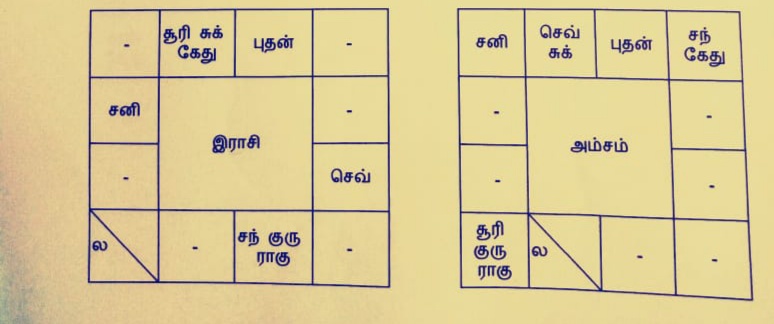 -
சூரி சுக்
கேது
புதன்
-
சனி
-
இராசி
-
செவ்
ல
-
சந் குரு
ராகு
-
சனி
செவ்
சுக்
புதன்
சந்
கேது
-
-
அம்சம்
-
-
சூரி
குரு
ராகு
ல
-
-